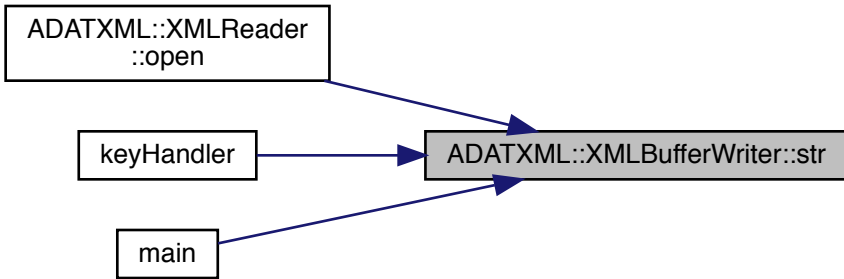 ADATXML::XMLReader
::open
keyHandler
ADATXML::XMLBufferWriter::str
main